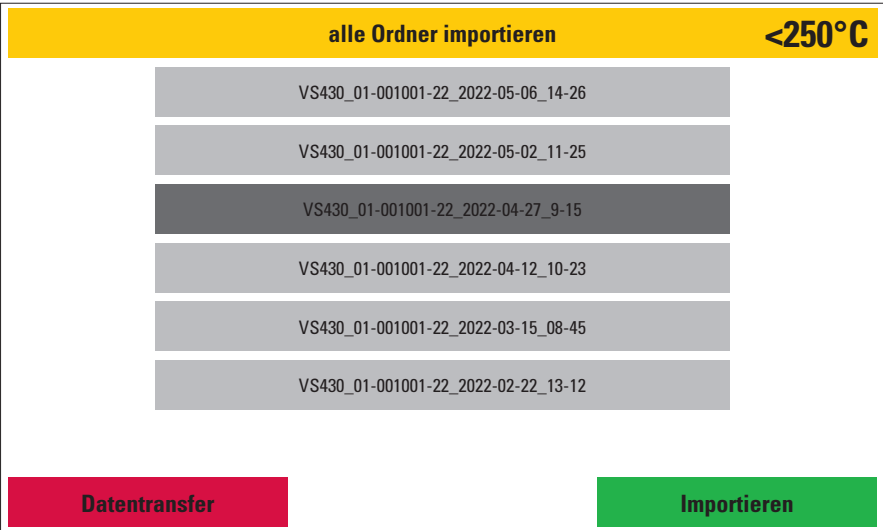 alle Ordner importieren
<250°C
VS430_01-001001-22_2022-05-06_14-26
VS430_01-001001-22_2022-05-02_11-25
VS430_01-001001-22_2022-04-27_9-15
VS430_01-001001-22_2022-04-12_10-23
VS430_01-001001-22_2022-03-15_08-45
VS430_01-001001-22_2022-02-22_13-12
Datentransfer
Importieren